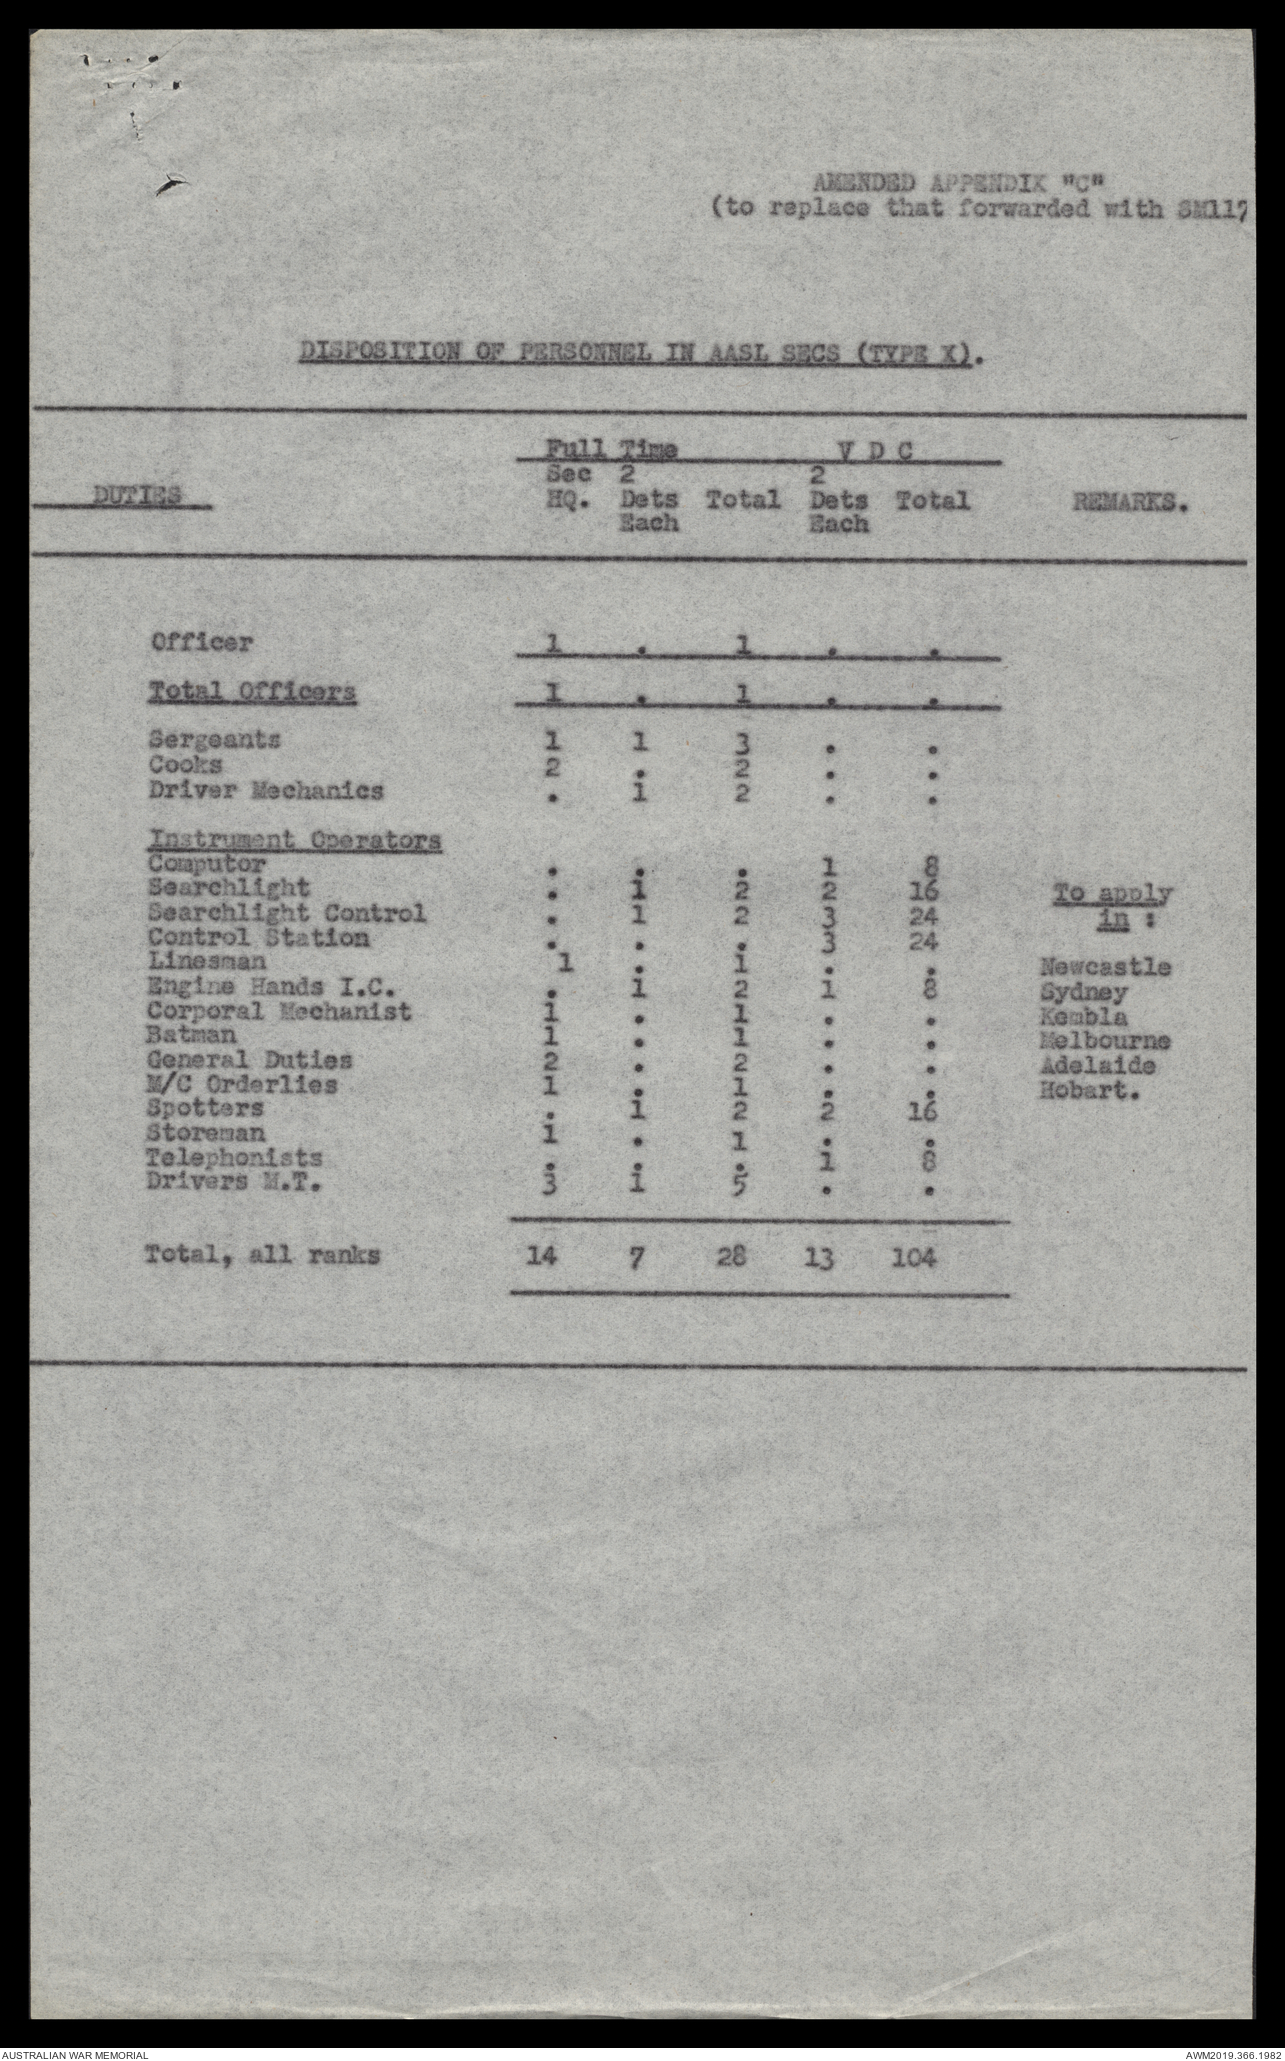 AMENDED APPENDIX "C"
(to replace that forwarded with SM117
DISPOSITION OF PERSONNEL IN AASL SECS (TYPE X).
Full Time V D C
Sec 2 2
DUTIES HQ. Dets Total Dets Total REMARKS.
Each Each
Officer 1 . 1 . .
Total Officers 1 . 1 . .
Sergeants 1 1 3 . .
Cooks 2 . 2 . .
Driver Mechanics . 1 2 . .
Instrument Operators
Computor . . . 1 8
Searchlight . 1 2 2 16 To apply
Searchlight Control . 1 2 3 24 in :
Control Station . . . 3 24
Linesman 1 . 1 . . Newcastle
Engine Hands I.C. . 1 2 1 8 Sydney
Corporal Mechanist 1 . 1 . . Kembla
Batman 1 . 1 . . Melbourne
General Duties 2 . 2 . . Adelaide
M/C Orderlies 1 . 1 . . Hobart.
Spotters . 1 2 2 16
Storeman 1 . 1 . .
Telephonists . . . 1 8
Drivers M.T. 3 1 5 . .
Total, all ranks 14 7 28 13 104
AUSTRALIAN WAR MEMORIAL AWM2019.366.1982